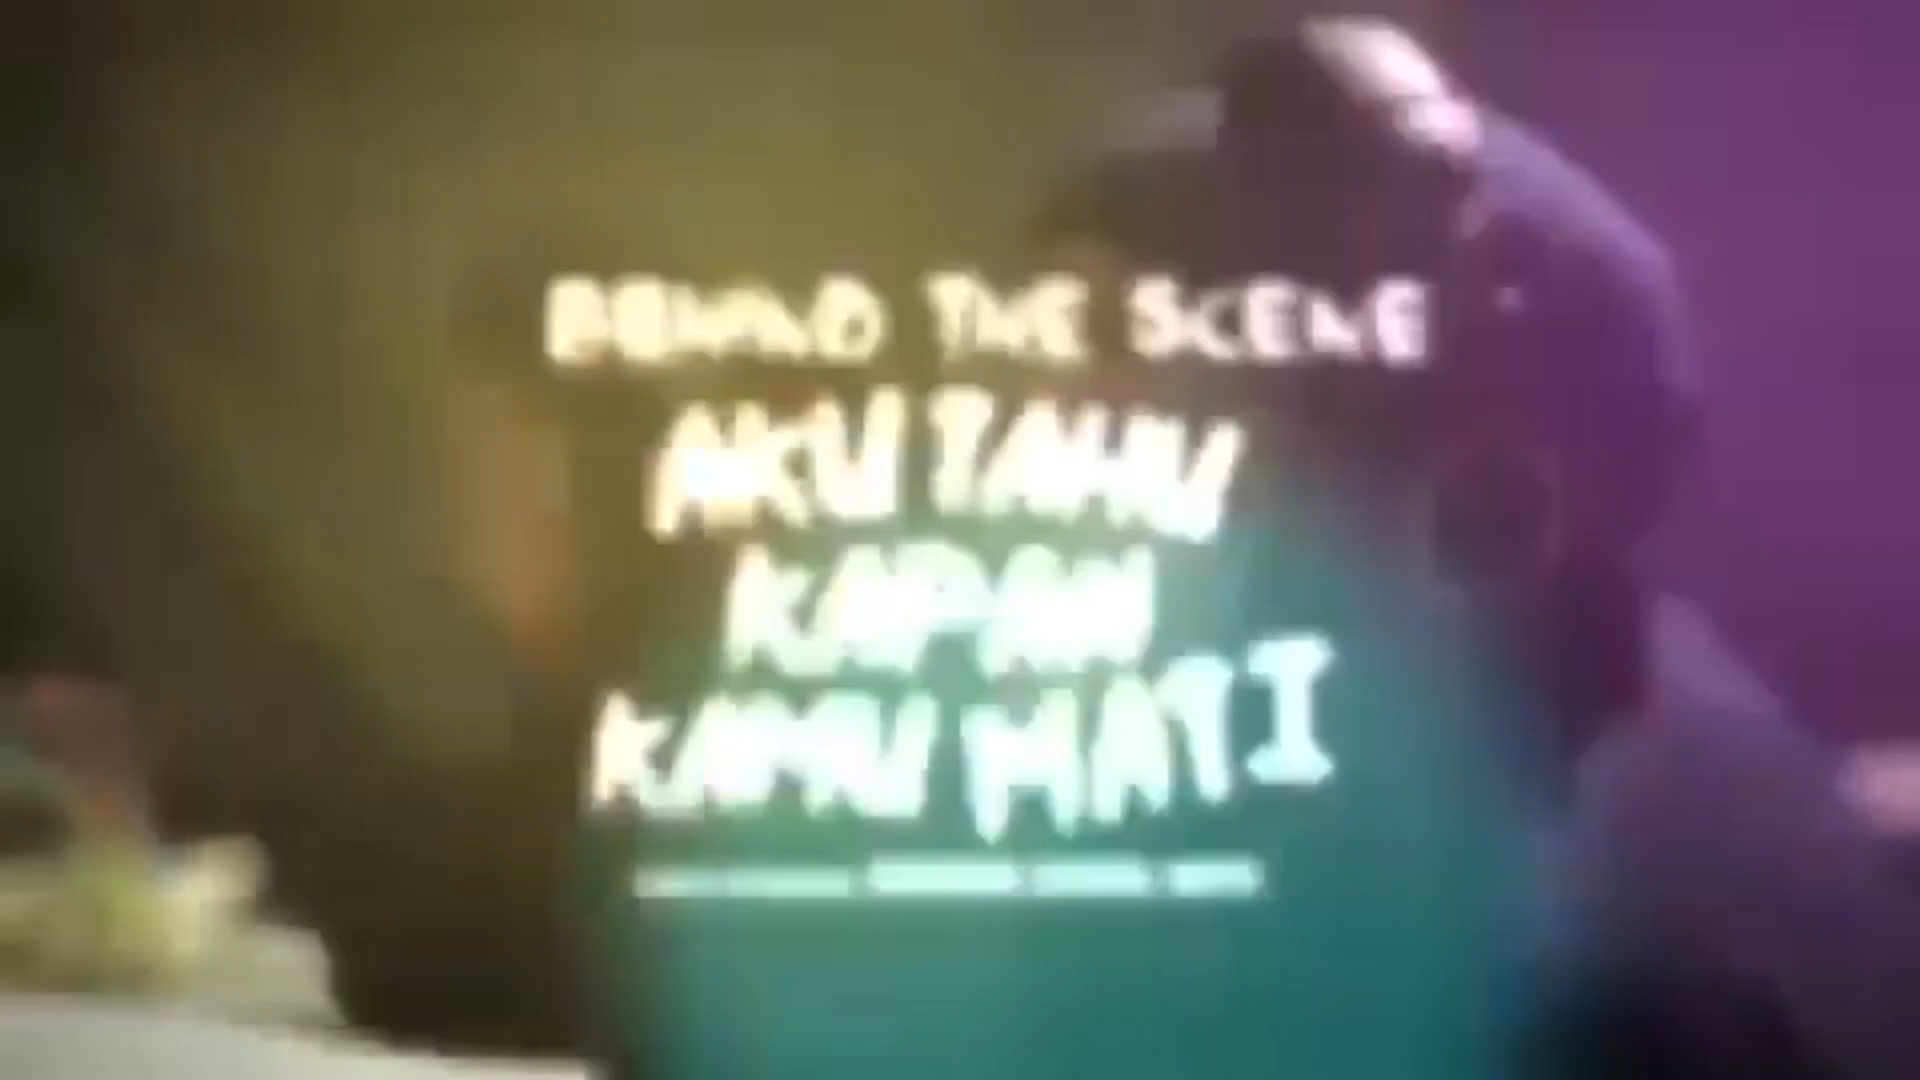 BEHIND THE SCENE
AKU TAHU
KAPAN
KAMU MATI